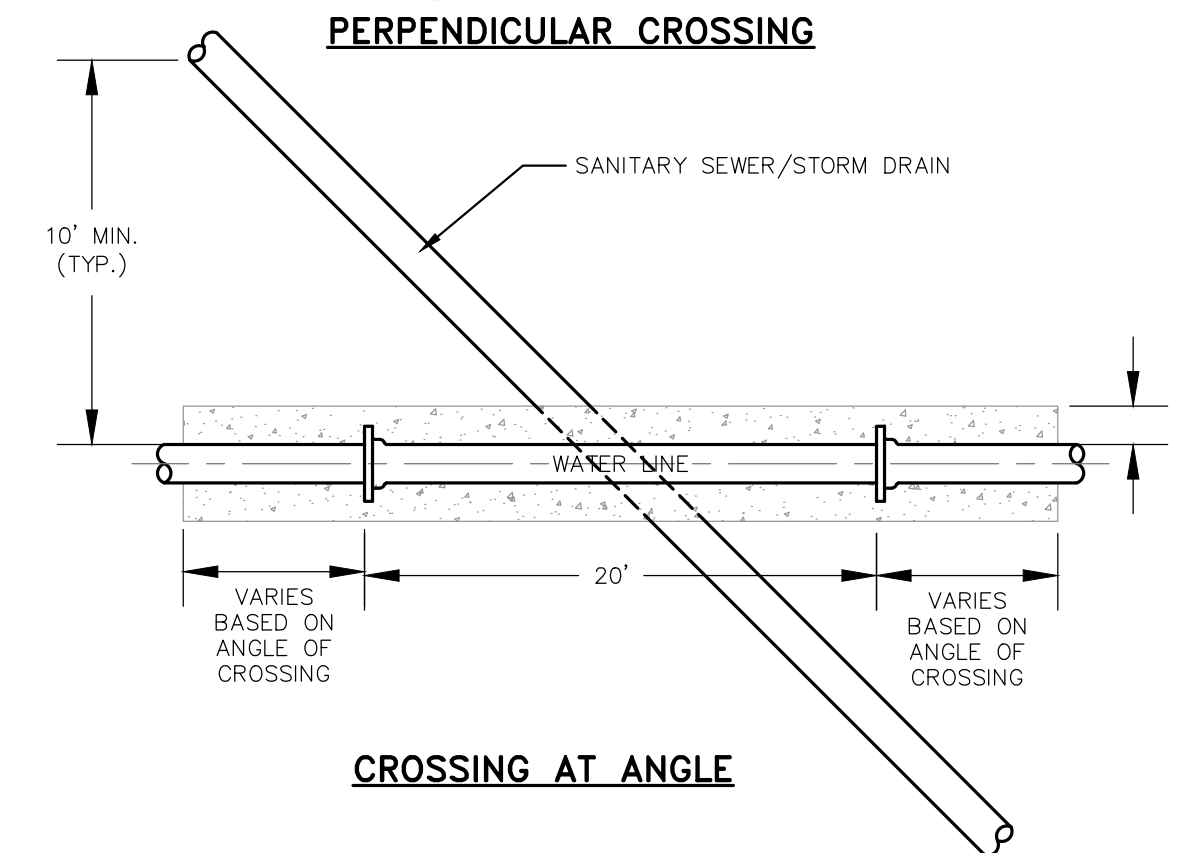 PERPENDICULAR CROSSING
SANITARY SEWER/STORM DRAIN
10' MIN.
(TYP.)
WATER LINE
20'
VARIES
BASED ON
ANGLE OF
CROSSING
VARIES
BASED ON
ANGLE OF
CROSSING
CROSSING AT ANGLE